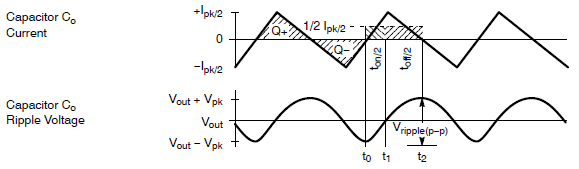 Capacitor Co
Current
+Ipk/2
0
−Ipk/2
Q+
1/2 Ipk/2
Q−
ton/2
toff/2
Capacitor Co
Ripple Voltage
Vout + Vpk
Vout
Vout − Vpk
Vripple(p−p)
t0 t1 t2